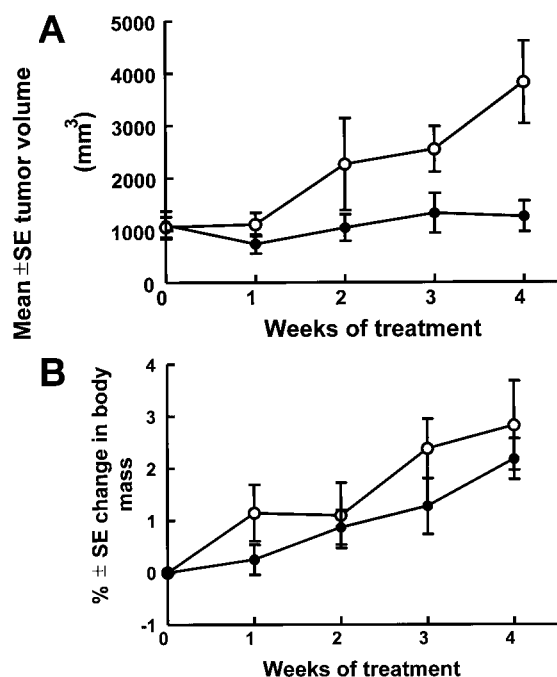 A
5000
4000
3000
2000
1000
0
Mean ±SE tumor volume
(mm³)
0 1 2 3 4
Weeks of treatment
B
4
3
2
1
0
-1
% ± SE change in body
mass
0 1 2 3 4
Weeks of treatment